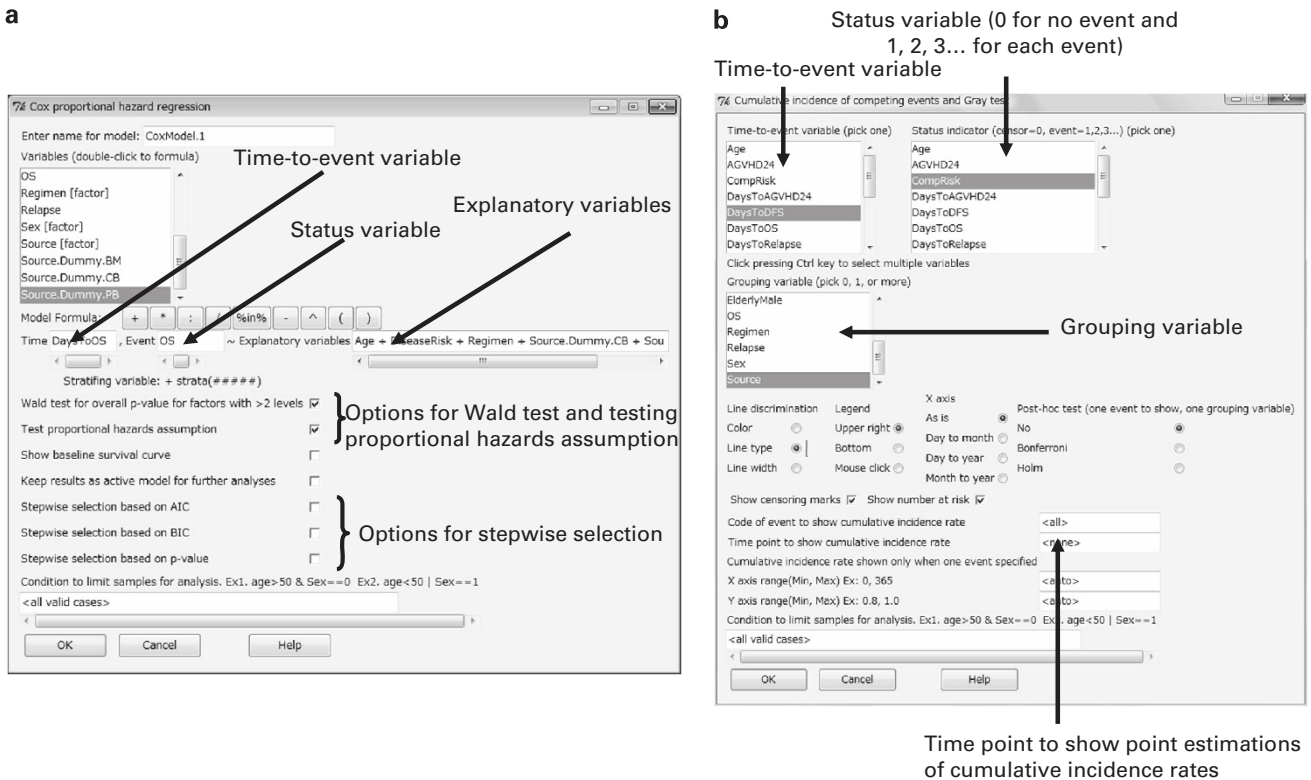 a
Cox proportional hazard regression
Enter name for model: CoxModel.1
Variables (double-click to formula)
Time-to-event variable
OS
Regimen [factor]
Relapse
Sex [factor]
Source [factor]
Source.Dummy.BM
Source.Dummy.CB
Source.Dummy.PB
Explanatory variables
Status variable
Model Formula: + * : / %in% - ^ ( )
Time DaysToOS , Event OS ~ Explanatory variables Age + DiseaseRisk + Regimen + Source.Dummy.CB + Sou
Stratifing variable: + strata(#####)
Wald test for overall p-value for factors with >2 levels
Test proportional hazards assumption
Options for Wald test and testing
proportional hazards assumption
Show baseline survival curve
Keep results as active model for further analyses
Stepwise selection based on AIC
Stepwise selection based on BIC
Stepwise selection based on p-value
Options for stepwise selection
Condition to limit samples for analysis. Ex1. age>50 & Sex==0 Ex2. age<50 | Sex==1
<all valid cases>
OK Cancel Help
b
Status variable (0 for no event and
1, 2, 3... for each event)
Time-to-event variable
Cumulative incidence of competing events and Gray test
Time-to-event variable (pick one)
Age
AGVHD24
CompRisk
DaysToAGVHD24
DaysToDFS
DaysToOS
DaysToRelapse
Status indicator (censor=0, event=1,2,3...) (pick one)
Age
AGVHD24
CompRisk
DaysToAGVHD24
DaysToDFS
DaysToOS
DaysToRelapse
Click pressing Ctrl key to select multiple variables
Grouping variable (pick 0, 1, or more)
ElderlyMale
OS
Regimen
Relapse
Sex
Source
Grouping variable
Line discrimination
Color
Line type
Line width
Legend
Upper right
Bottom
Mouse click
X axis
As is
Day to month
Day to year
Month to year
Post-hoc test (one event to show, one grouping variable)
No
Bonferroni
Holm
Show censoring marks Show number at risk
Code of event to show cumulative incidence rate <all>
Time point to show cumulative incidence rate <none>
Cumulative incidence rate shown only when one event specified
X axis range(Min, Max) Ex: 0, 365 <auto>
Y axis range(Min, Max) Ex: 0.8, 1.0 <auto>
Condition to limit samples for analysis. Ex1. age>50 & Sex==0 Ex2. age<50 | Sex==1
<all valid cases>
OK Cancel Help
Time point to show point estimations
of cumulative incidence rates